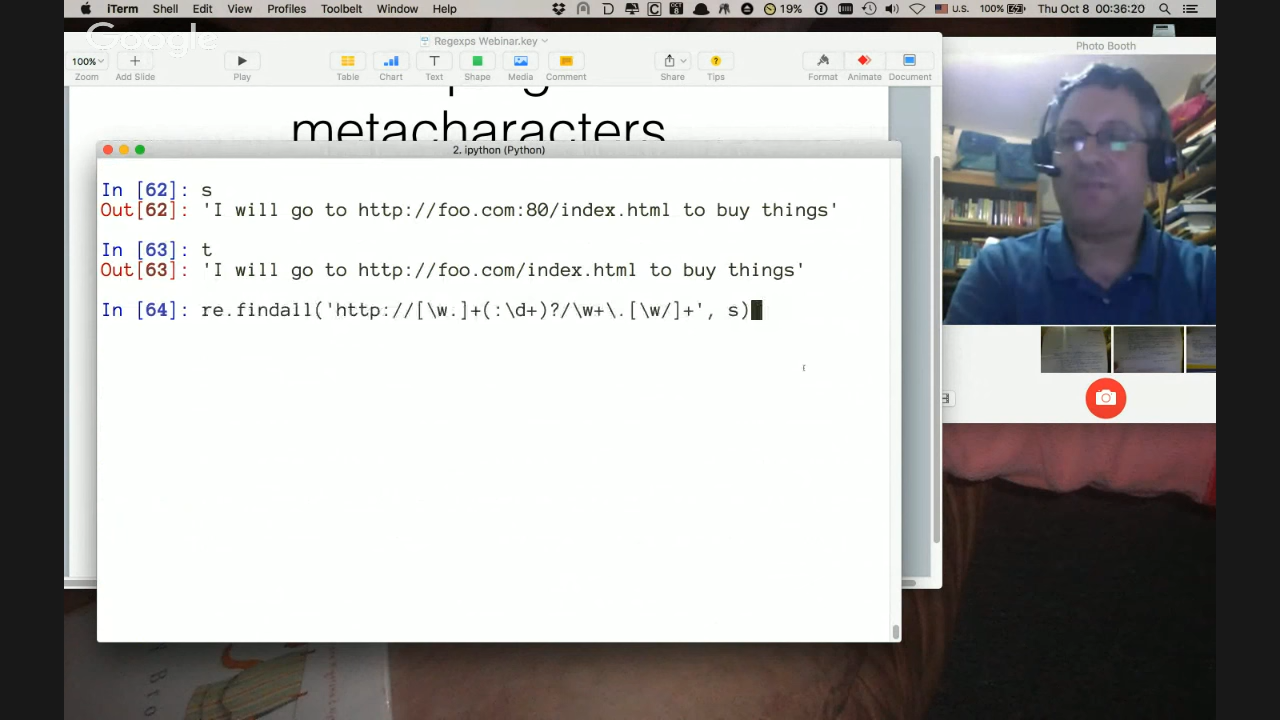 iTerm Shell Edit View Profiles Toolbelt Window Help 19% U.S. 100% Thu Oct 8 00:36:20
Google
Regexps Webinar.key
Photo Booth
100%
Zoom Add Slide Play Table Chart Text Shape Media Comment Share Tips Format Animate Document
metacharacters
2. ipython (Python)
In [62]: s
Out[62]: 'I will go to http://foo.com:80/index.html to buy things'
In [63]: t
Out[63]: 'I will go to http://foo.com/index.html to buy things'
In [64]: re.findall('http://[\w.]+(:\d+)?/\w+\.[\w/]+', s)